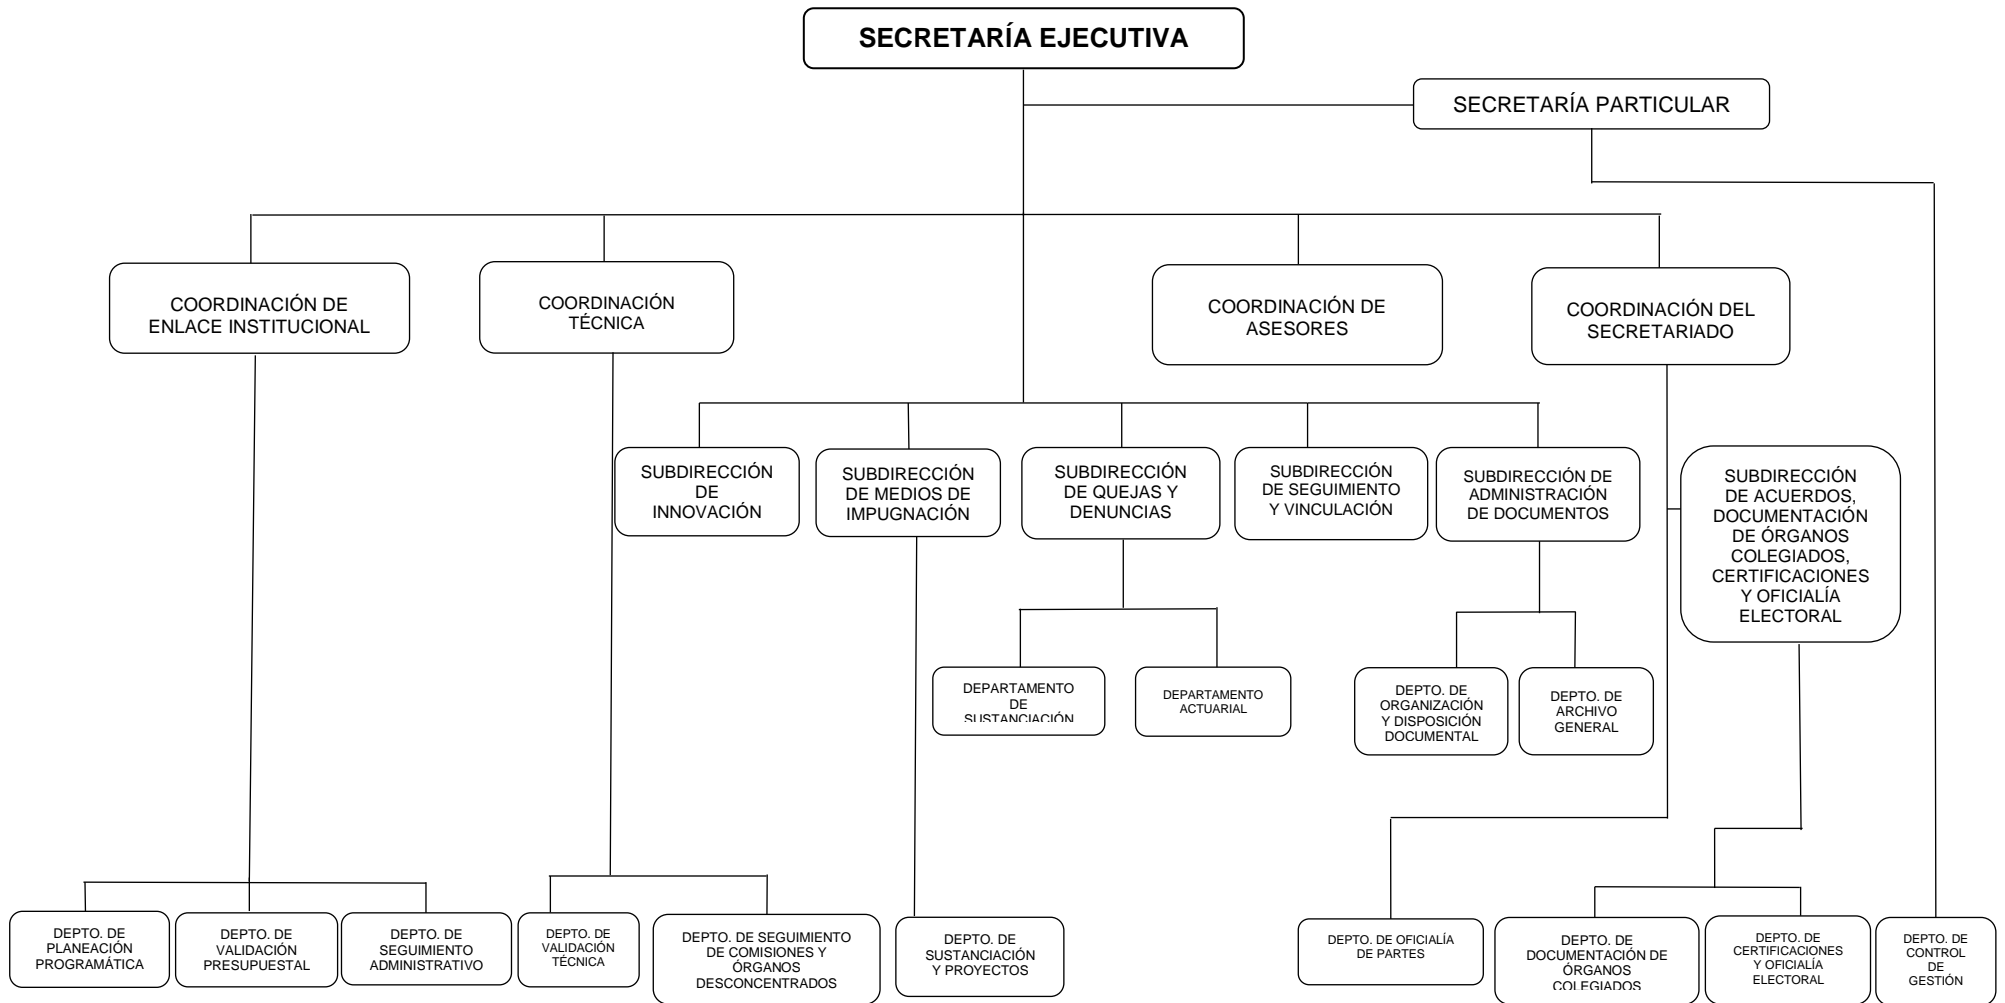 SECRETARÍA EJECUTIVA
SECRETARÍA PARTICULAR
COORDINACIÓN DE
ENLACE INSTITUCIONAL
COORDINACIÓN
TÉCNICA
COORDINACIÓN DE
ASESORES
COORDINACIÓN DEL
SECRETARIADO
SUBDIRECCIÓN
DE
INNOVACIÓN
SUBDIRECCIÓN
DE MEDIOS DE
IMPUGNACIÓN
SUBDIRECCIÓN
DE QUEJAS Y
DENUNCIAS
SUBDIRECCIÓN
DE SEGUIMIENTO
Y VINCULACIÓN
SUBDIRECCIÓN DE
ADMINISTRACIÓN
DE DOCUMENTOS
SUBDIRECCIÓN
DE ACUERDOS,
DOCUMENTACIÓN
DE ÓRGANOS
COLEGIADOS,
CERTIFICACIONES
Y OFICIALÍA
ELECTORAL
DEPARTAMENTO
DE
SUSTANCIACIÓN
DEPARTAMENTO
ACTUARIAL
DEPTO. DE
ORGANIZACIÓN
Y DISPOSICIÓN
DOCUMENTAL
DEPTO. DE
ARCHIVO
GENERAL
DEPTO. DE
PLANEACIÓN
PROGRAMÁTICA
DEPTO. DE
VALIDACIÓN
PRESUPUESTAL
DEPTO. DE
SEGUIMIENTO
ADMINISTRATIVO
DEPTO. DE
VALIDACIÓN
TÉCNICA
DEPTO. DE SEGUIMIENTO
DE COMISIONES Y
ÓRGANOS
DESCONCENTRADOS
DEPTO. DE
SUSTANCIACIÓN
Y PROYECTOS
DEPTO. DE OFICIALÍA
DE PARTES
DEPTO. DE
DOCUMENTACIÓN DE
ÓRGANOS
COLEGIADOS
DEPTO. DE
CERTIFICACIONES
Y OFICIALÍA
ELECTORAL
DEPTO. DE
CONTROL
DE
GESTIÓN